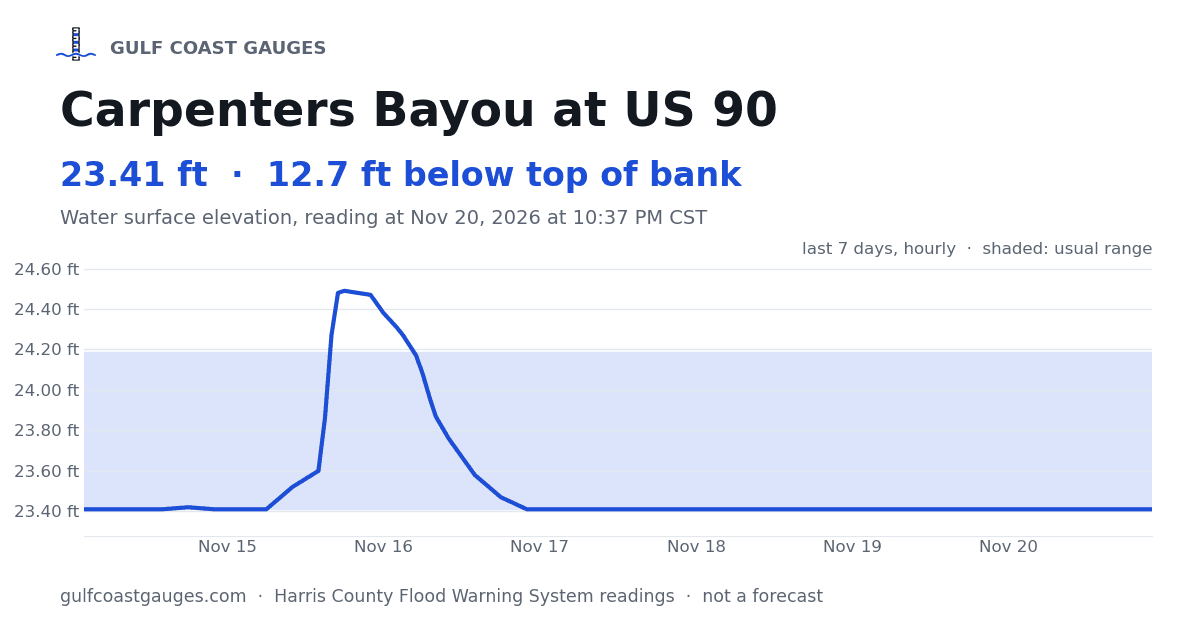 GULF COAST GAUGES
Carpenters Bayou at US 90
23.41 ft · 12.7 ft below top of bank
Water surface elevation, reading at Nov 20, 2026 at 10:37 PM CST
last 7 days, hourly · shaded: usual range
24.60 ft
24.40 ft
24.20 ft
24.00 ft
23.80 ft
23.60 ft
23.40 ft
Nov 15 Nov 16 Nov 17 Nov 18 Nov 19 Nov 20
gulfcoastgauges.com · Harris County Flood Warning System readings · not a forecast